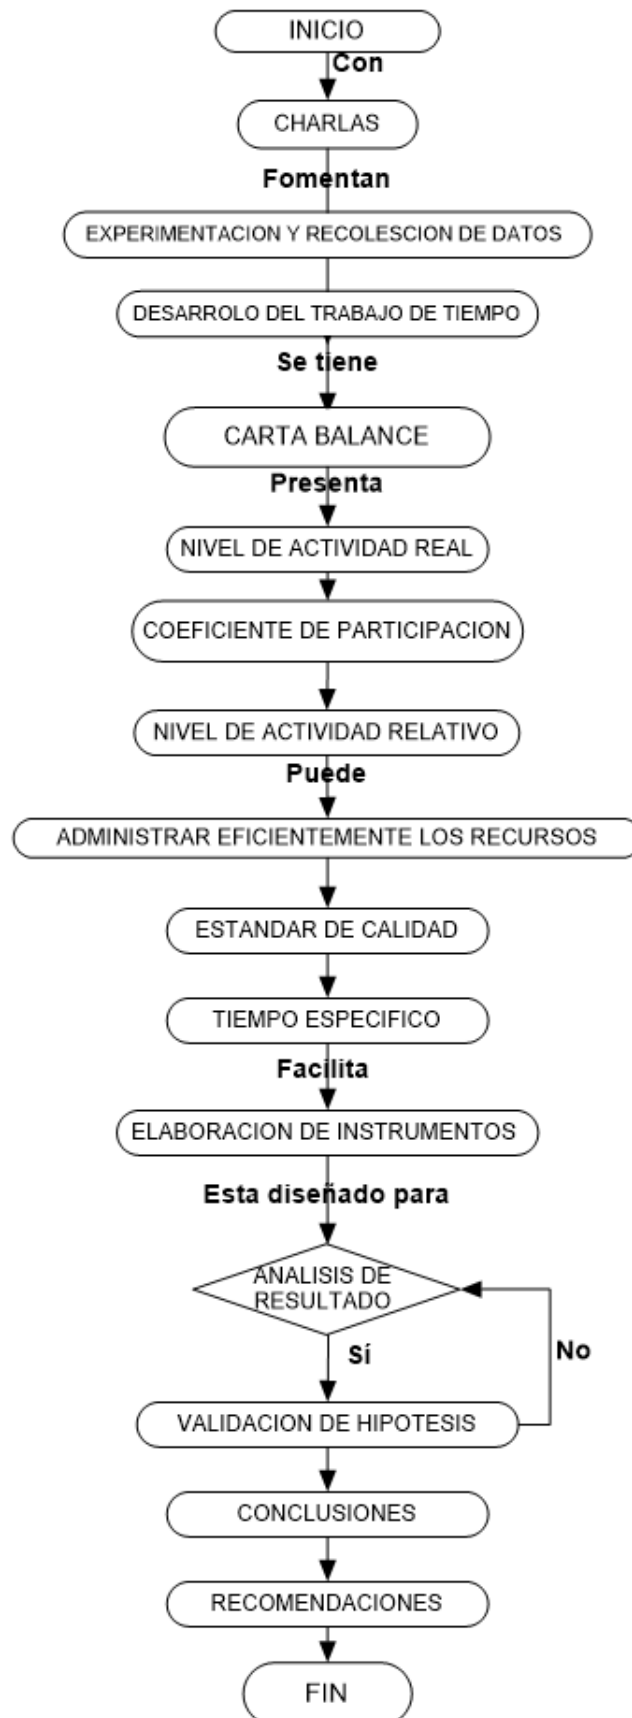 INICIO
Con
CHARLAS
Fomentan
EXPERIMENTACION Y RECOLESCION DE DATOS
DESARROLO DEL TRABAJO DE TIEMPO
Se tiene
CARTA BALANCE
Presenta
NIVEL DE ACTIVIDAD REAL
COEFICIENTE DE PARTICIPACION
NIVEL DE ACTIVIDAD RELATIVO
Puede
ADMINISTRAR EFICIENTEMENTE LOS RECURSOS
ESTANDAR DE CALIDAD
TIEMPO ESPECIFICO
Facilita
ELABORACION DE INSTRUMENTOS
Esta diseñado para
ANALISIS DE
RESULTADO
Sí
No
VALIDACION DE HIPOTESIS
CONCLUSIONES
RECOMENDACIONES
FIN